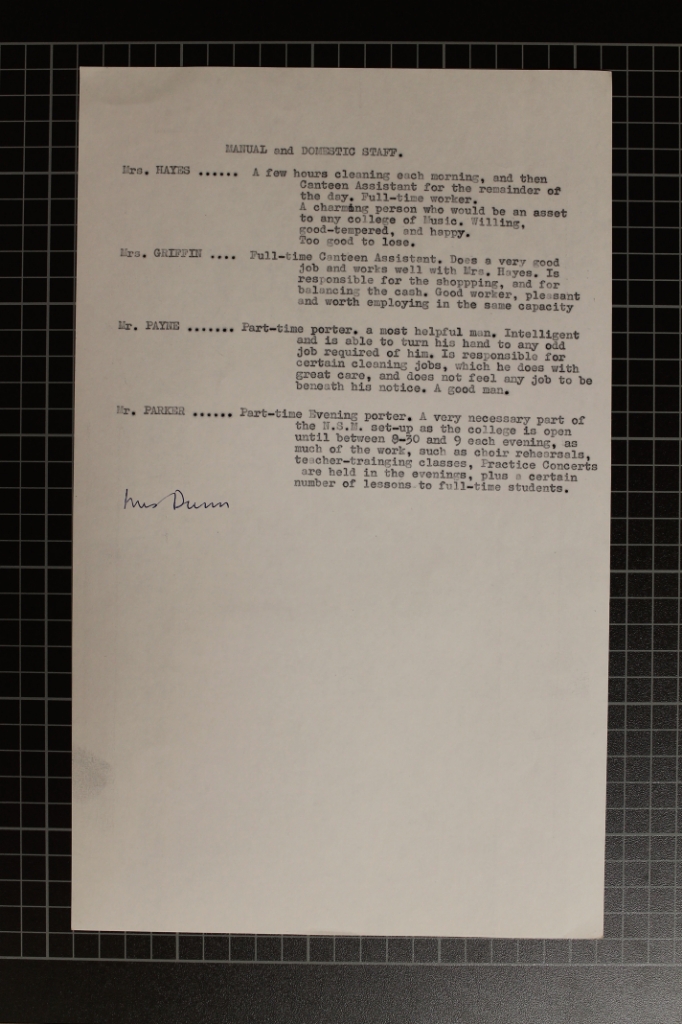 MANUAL and DOMESTIC STAFF.
Mrs. HAYES ...... A few hours cleaning each morning, and then
Canteen Assistant for the remainder of
the day. Full-time worker.
A charming person who would be an asset
to any college of Music. Willing,
good-tempered, and happy.
Too good to lose.
Mrs. GRIFFIN .... Full-time Canteen Assistant. Does a very good
job and works well with Mrs. Hayes. Is
responsible for the shoppping, and for
balancing the cash. Good worker, pleasant
and worth employing in the same capacity
Mr. PAYNE ....... Part-time porter. a most helpful man. Intelligent
and is able to turn his hand to any odd
job required of him. Is responsible for
certain cleaning jobs, which he does with
great care, and does not feel any job to be
beneath his notice. A good man.
Mr. PARKER ...... Part-time Evening porter. A very necessary part of
the N.S.M. set-up as the college is open
until between 8-30 and 9 each evening, as
much of the work, such as choir rehearsals,
teacher-trainging classes, Practice Concerts
are held in the evenings, plus a certain
number of lessons to full-time students.
Mrs Dunn